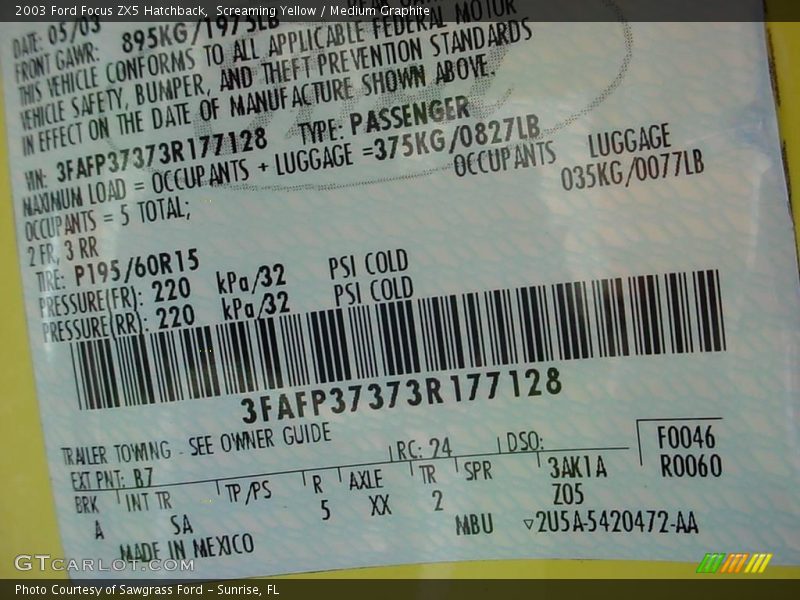 2003 Ford Focus ZX5 Hatchback, Screaming Yellow / Medium Graphite
DATE: 05/03
FRONT GAWR: 895KG/1975LB
THIS VEHICLE CONFORMS TO ALL APPLICABLE FEDERAL MOTOR
VEHICLE SAFETY, BUMPER, AND THEFT PREVENTION STANDARDS
IN EFFECT ON THE DATE OF MANUFACTURE SHOWN ABOVE.
VIN: 3FAFP37373R177128 TYPE: PASSENGER
MAXIMUM LOAD = OCCUPANTS + LUGGAGE =375KG/0827LB
OCCUPANTS = 5 TOTAL; OCCUPANTS LUGGAGE
2 FR, 3 RR 035KG/0077LB
TIRE: P195/60R15
PRESSURE(FR): 220 kPa/32 PSI COLD
PRESSURE(RR): 220 kPa/32 PSI COLD
3FAFP37373R177128
TRAILER TOWING - SEE OWNER GUIDE
EXT PNT: B7 RC: 24 DSO: F0046
BRK INT TR TP/PS R AXLE TR SPR 3AK1A R0060
A SA 5 XX 2 Z05
MADE IN MEXICO MBU ▽2U5A-5420472-AA
GTCARLOT.COM
Photo Courtesy of Sawgrass Ford - Sunrise, FL